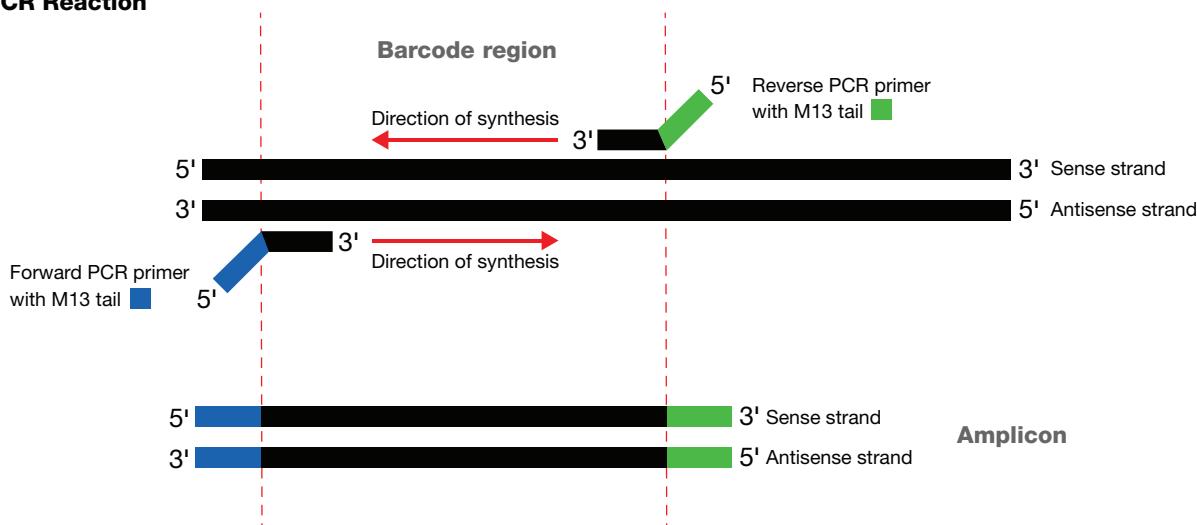 CR Reaction
Barcode region
5'
Reverse PCR primer
with M13 tail
Direction of synthesis
3'
5'
3'
Sense strand
3'
5'
Antisense strand
3'
Direction of synthesis
Forward PCR primer
with M13 tail
5'
5'
3'
Sense strand
Amplicon
3'
5'
Antisense strand